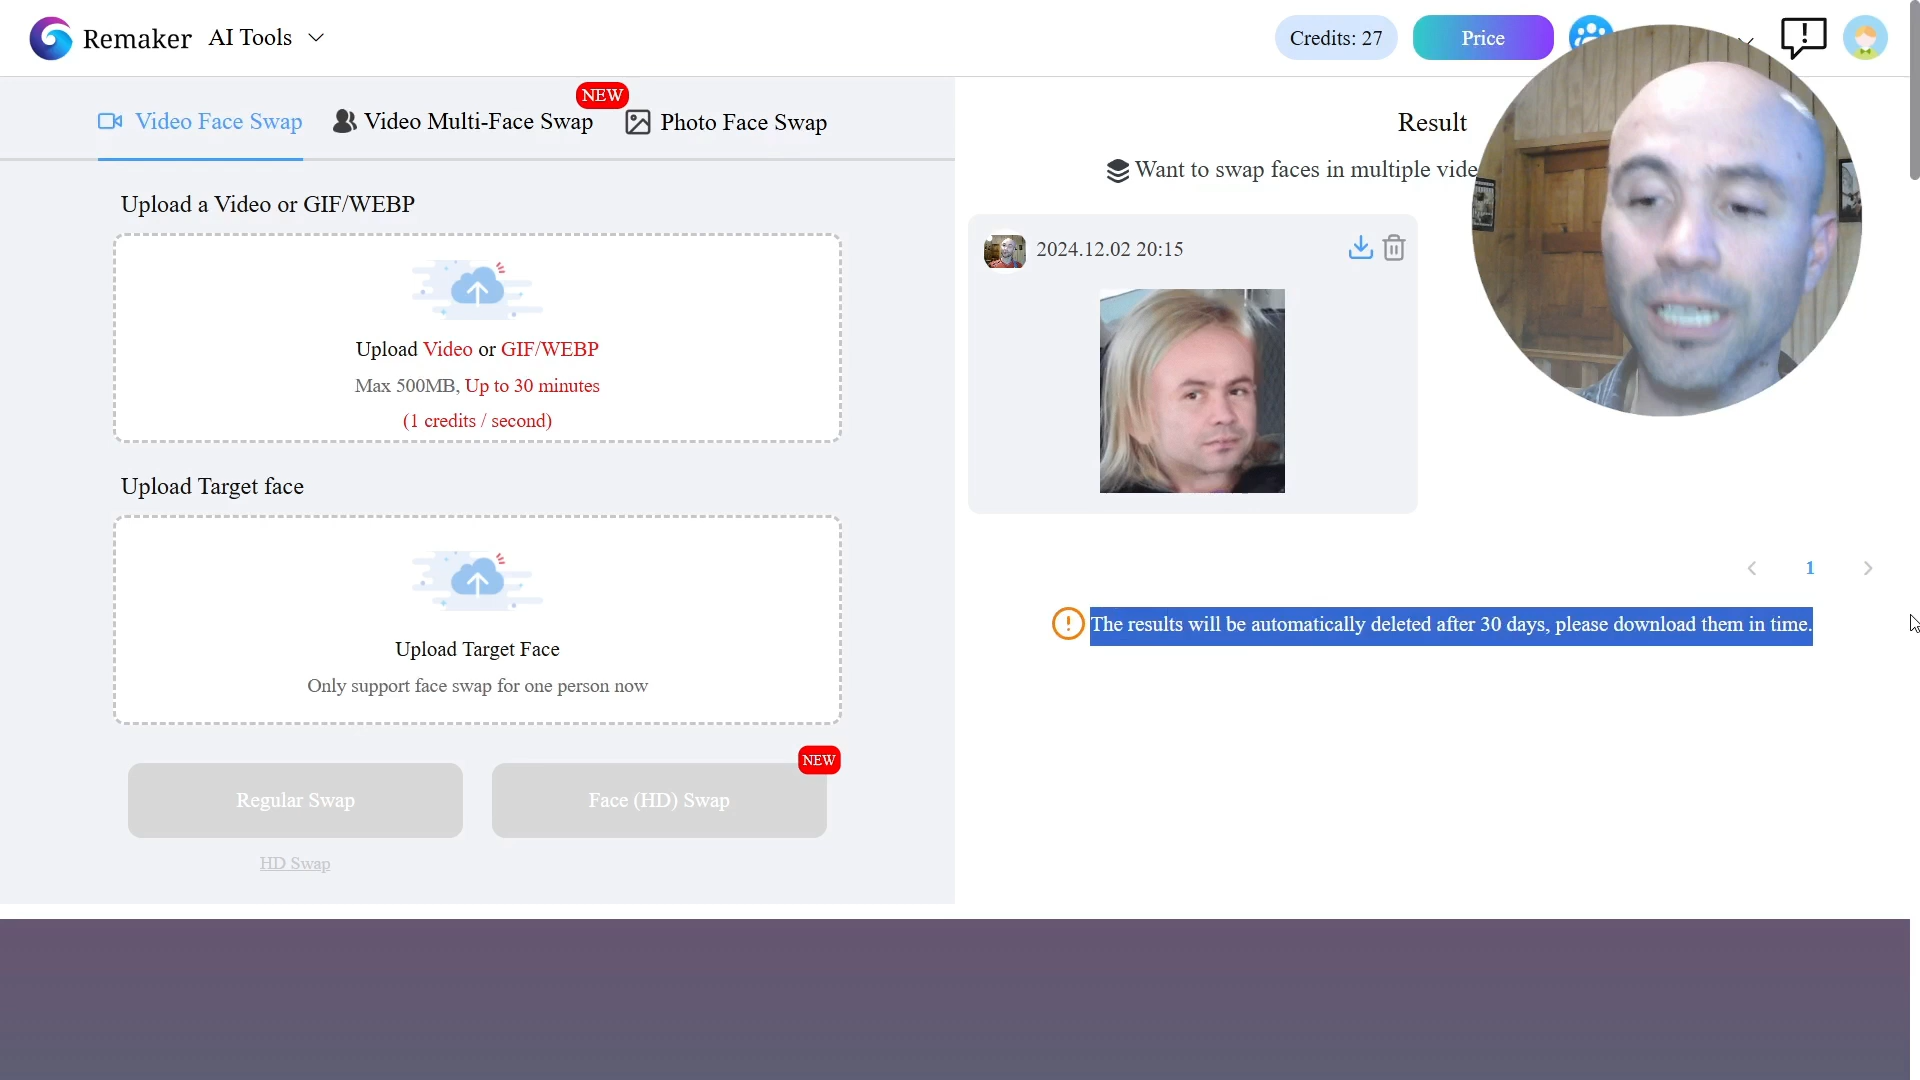 Remaker
AI Tools
Credits: 27
Price
Video Face Swap
Video Multi-Face Swap
NEW
Photo Face Swap
Upload a Video or GIF/WEBP
Upload Video or GIF/WEBP
Max 500MB, Up to 30 minutes
(1 credits / second)
Upload Target face
Upload Target Face
Only support face swap for one person now
Regular Swap
Face (HD) Swap
NEW
HD Swap
Result
Want to swap faces in multiple
2024.12.02 20:15
1
The results will be automatically deleted after 30 days, please download them in time.